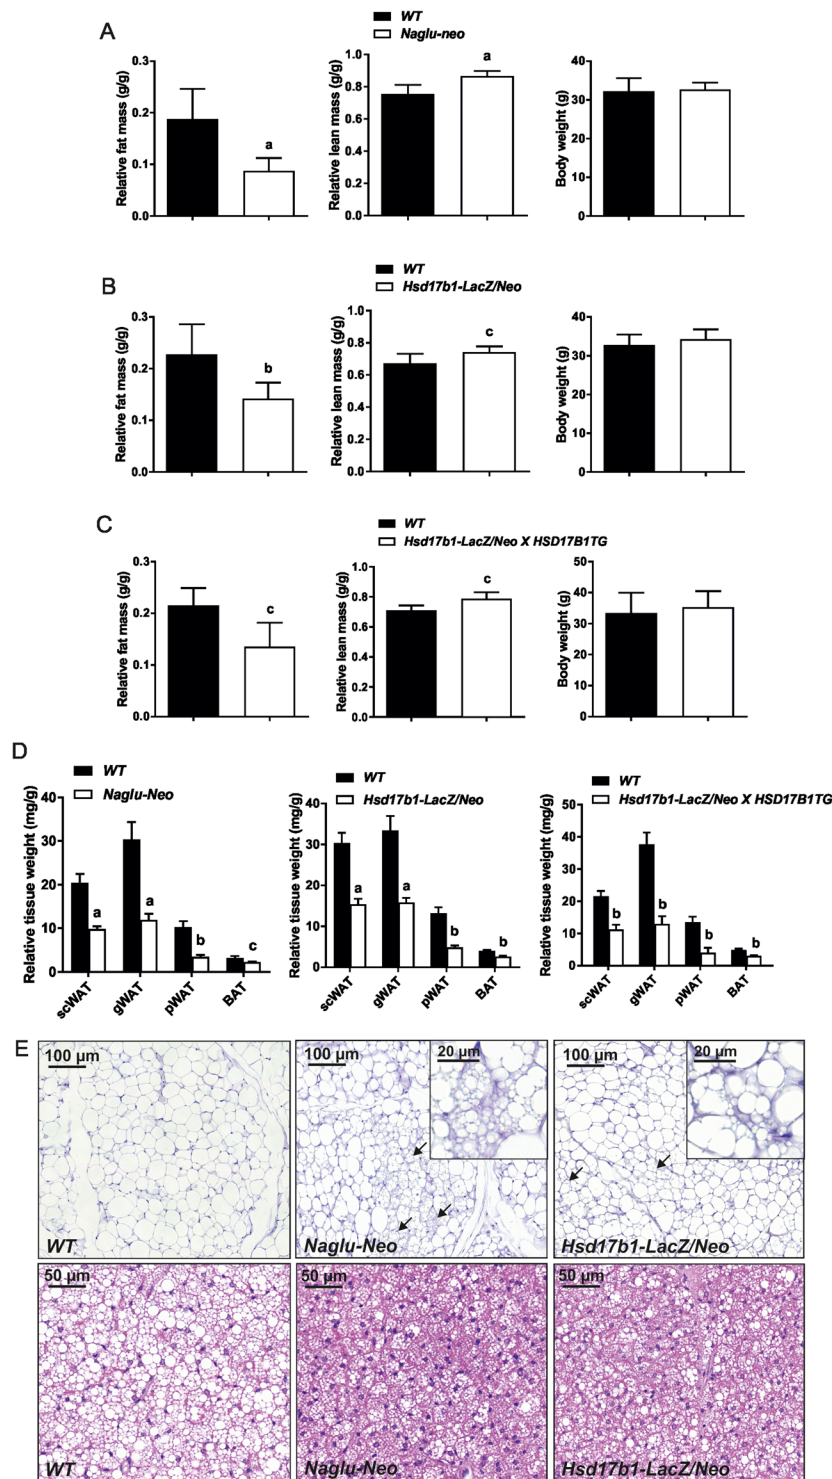 A
WT
Naglu-neo
Relative fat mass (g/g)
0.3
0.2
0.1
0.0
a
Relative lean mass (g/g)
1.0
0.8
0.6
0.4
0.2
0.0
a
Body weight (g)
40
30
20
10
0
B
WT
Hsd17b1-LacZ/Neo
Relative fat mass (g/g)
0.3
0.2
0.1
0.0
b
Relative lean mass (g/g)
1.0
0.8
0.6
0.4
0.2
0.0
c
Body weight (g)
40
30
20
10
0
C
WT
Hsd17b1-LacZ/Neo X HSD17B1TG
Relative fat mass (g/g)
0.3
0.2
0.1
0.0
c
Relative lean mass (g/g)
1.0
0.8
0.6
0.4
0.2
0.0
c
Body weight (g)
50
40
30
20
10
0
D
WT
Naglu-Neo
Relative tissue weight (mg/g)
40
30
20
10
0
a
a
b
c
scWAT
gWAT
pWAT
BAT
WT
Hsd17b1-LacZ/Neo
Relative tissue weight (mg/g)
40
30
20
10
0
a
a
b
b
scWAT
gWAT
pWAT
BAT
WT
Hsd17b1-LacZ/Neo X HSD17B1TG
Relative tissue weight (mg/g)
50
40
30
20
10
0
b
b
b
b
scWAT
gWAT
pWAT
BAT
E
100 µm
WT
100 µm
20 µm
Naglu-Neo
100 µm
20 µm
Hsd17b1-LacZ/Neo
50 µm
WT
50 µm
Naglu-Neo
50 µm
Hsd17b1-LacZ/Neo